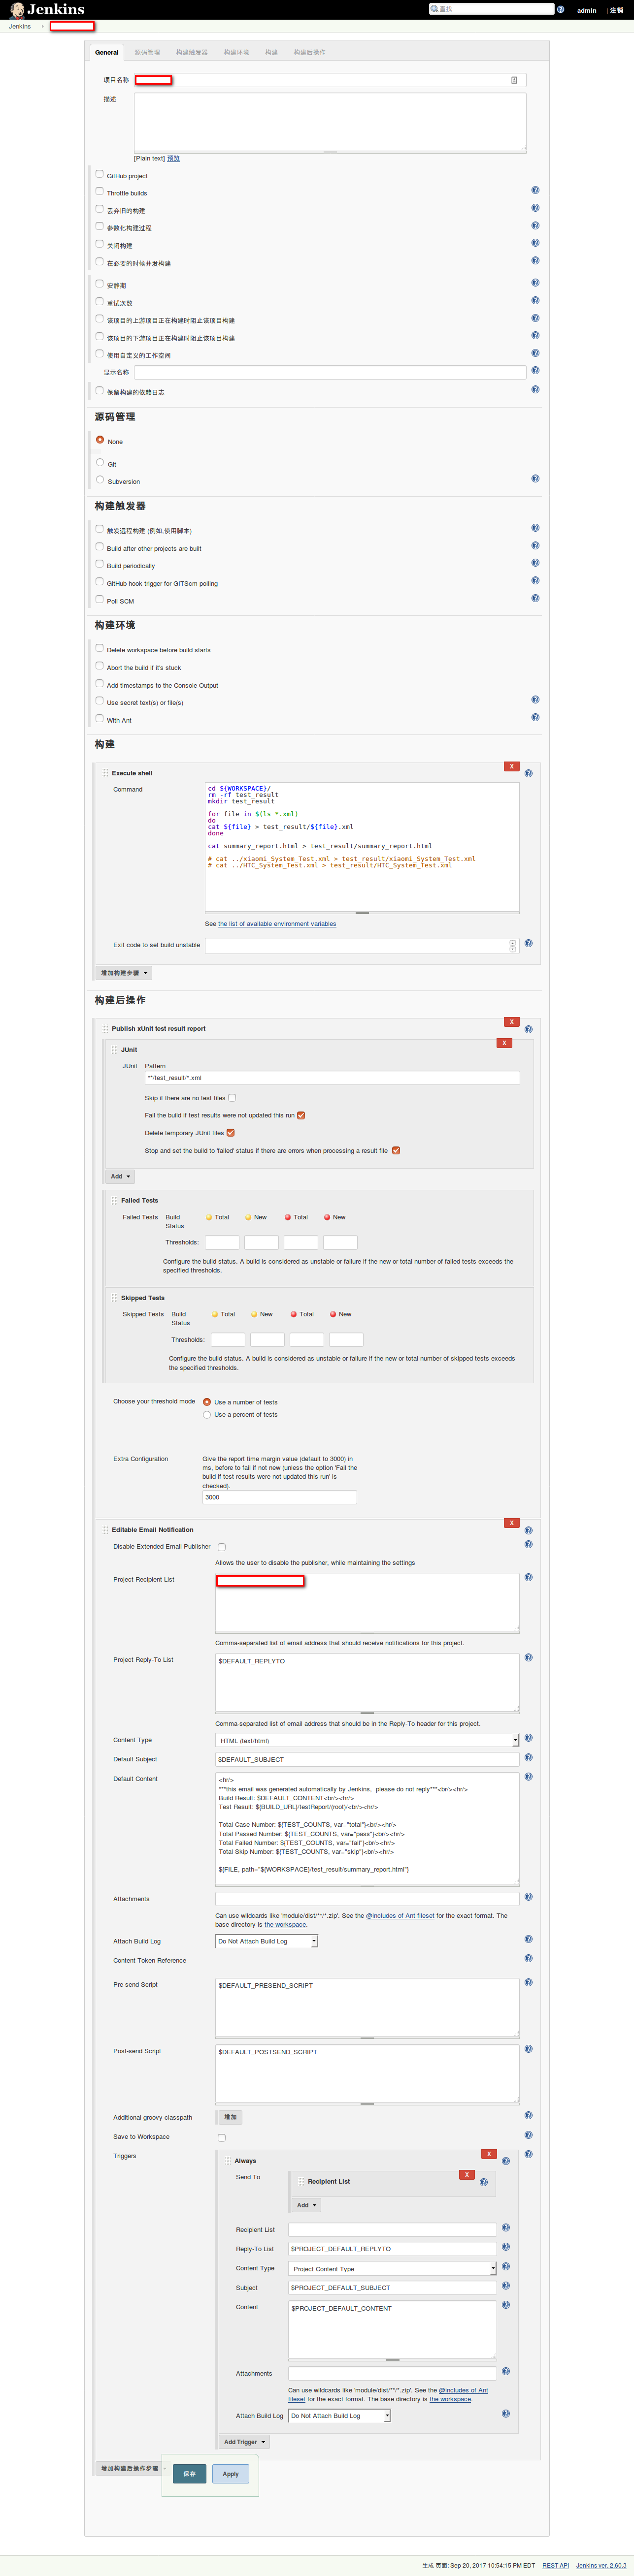 Jenkins
查找
admin
| 注销
Jenkins
General 源码管理 构建触发器 构建环境 构建 构建后操作
项目名称
描述
[Plain text] 预览
GitHub project
Throttle builds
丢弃旧的构建
参数化构建过程
关闭构建
在必要的时候并发构建
安静期
重试次数
该项目的上游项目正在构建时阻止该项目构建
该项目的下游项目正在构建时阻止该项目构建
使用自定义的工作空间
显示名称
保留构建的依赖日志
源码管理
None
Git
Subversion
构建触发器
触发远程构建 (例如,使用脚本)
Build after other projects are built
Build periodically
GitHub hook trigger for GITScm polling
Poll SCM
构建环境
Delete workspace before build starts
Abort the build if it's stuck
Add timestamps to the Console Output
Use secret text(s) or file(s)
With Ant
构建
X
Execute shell
Command
cd ${WORKSPACE}/
rm -rf test_result
mkdir test_result
for file in $(ls *.xml)
do
cat ${file} > test_result/${file}.xml
done
cat summary_report.html > test_result/summary_report.html
# cat ../xiaomi_System_Test.xml > test_result/xiaomi_System_Test.xml
# cat ../HTC_System_Test.xml > test_result/HTC_System_Test.xml
See the list of available environment variables
Exit code to set build unstable
增加构建步骤
构建后操作
X
Publish xUnit test result report
X
JUnit
JUnit Pattern
**/test_result/*.xml
Skip if there are no test files
Fail the build if test results were not updated this run
Delete temporary JUnit files
Stop and set the build to 'failed' status if there are errors when processing a result file
Add
Failed Tests
Failed Tests Build Status Total New Total New
Thresholds:
Configure the build status. A build is considered as unstable or failure if the new or total number of failed tests exceeds the
specified thresholds.
Skipped Tests
Skipped Tests Build Status Total New Total New
Thresholds:
Configure the build status. A build is considered as unstable or failure if the new or total number of skipped tests exceeds
the specified thresholds.
Choose your threshold mode Use a number of tests
Use a percent of tests
Extra Configuration
Give the report time margin value (default to 3000) in
ms, before to fail if not new (unless the option 'Fail the
build if test results were not updated this run' is
checked).
3000
X
Editable Email Notification
Disable Extended Email Publisher
Allows the user to disable the publisher, while maintaining the settings
Project Recipient List
Comma-separated list of email address that should receive notifications for this project.
Project Reply-To List
$DEFAULT_REPLYTO
Comma-separated list of email address that should be in the Reply-To header for this project.
Content Type HTML (text/html)
Default Subject $DEFAULT_SUBJECT
Default Content
<hr/>
***this email was generated automatically by Jenkins, please do not reply***<br/><hr/>
Build Result: $DEFAULT_CONTENT<br/><hr/>
Test Result: ${BUILD_URL}/testReport/(root)/<br/><hr/>
Total Case Number: ${TEST_COUNTS, var="total"}<br/><hr/>
Total Passed Number: ${TEST_COUNTS, var="pass"}<br/><hr/>
Total Failed Number: ${TEST_COUNTS, var="fail"}<br/><hr/>
Total Skip Number: ${TEST_COUNTS, var="skip"}<br/><hr/>
${FILE, path="${WORKSPACE}/test_result/summary_report.html"}
Attachments
Can use wildcards like 'module/dist/**/*.zip'. See the @includes of Ant fileset for the exact format. The
base directory is the workspace.
Attach Build Log Do Not Attach Build Log
Content Token Reference
Pre-send Script $DEFAULT_PRESEND_SCRIPT
Post-send Script $DEFAULT_POSTSEND_SCRIPT
Additional groovy classpath 增加
Save to Workspace
Triggers
X
Always
X
Send To Recipient List
Add
Recipient List
Reply-To List $PROJECT_DEFAULT_REPLYTO
Content Type Project Content Type
Subject $PROJECT_DEFAULT_SUBJECT
Content $PROJECT_DEFAULT_CONTENT
Attachments
Can use wildcards like 'module/dist/**/*.zip'. See the @includes of Ant
fileset for the exact format. The base directory is the workspace.
Attach Build Log Do Not Attach Build Log
Add Trigger
增加构建后操作步骤
保存 Apply
生成 页面: Sep 20, 2017 10:54:15 PM EDT REST API Jenkins ver. 2.60.3